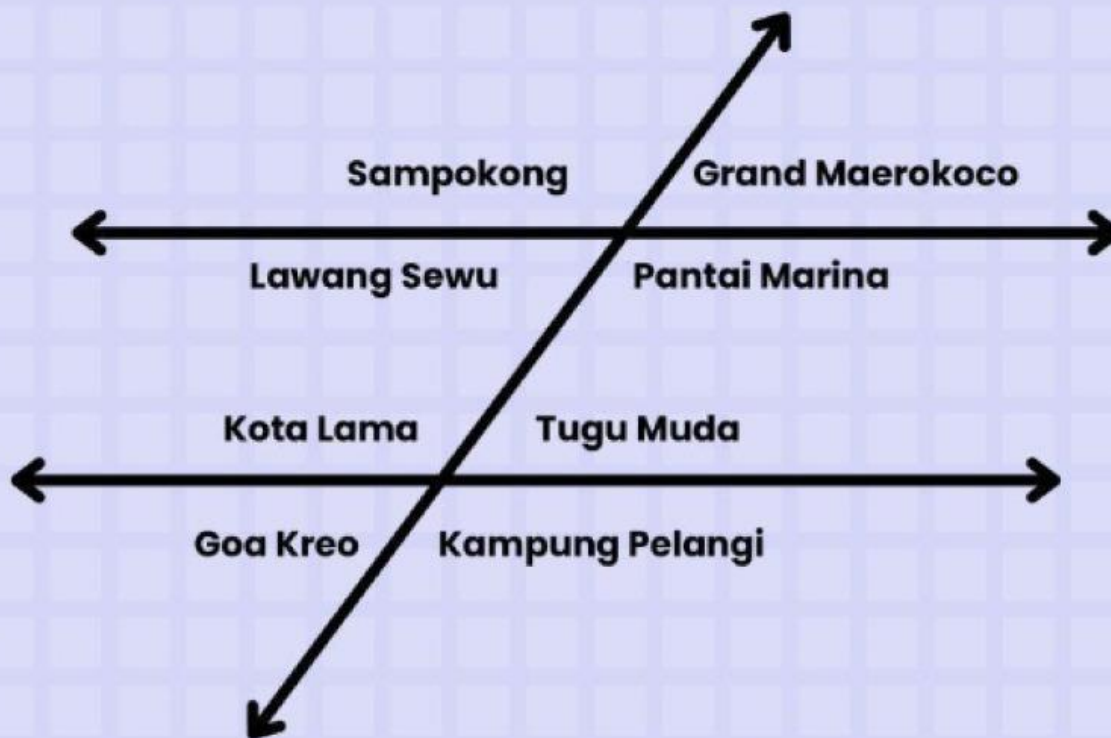 Sampokong Grand Maerokoco
Lawang Sewu Pantai Marina
Kota Lama Tugu Muda
Goa Kreo Kampung Pelangi